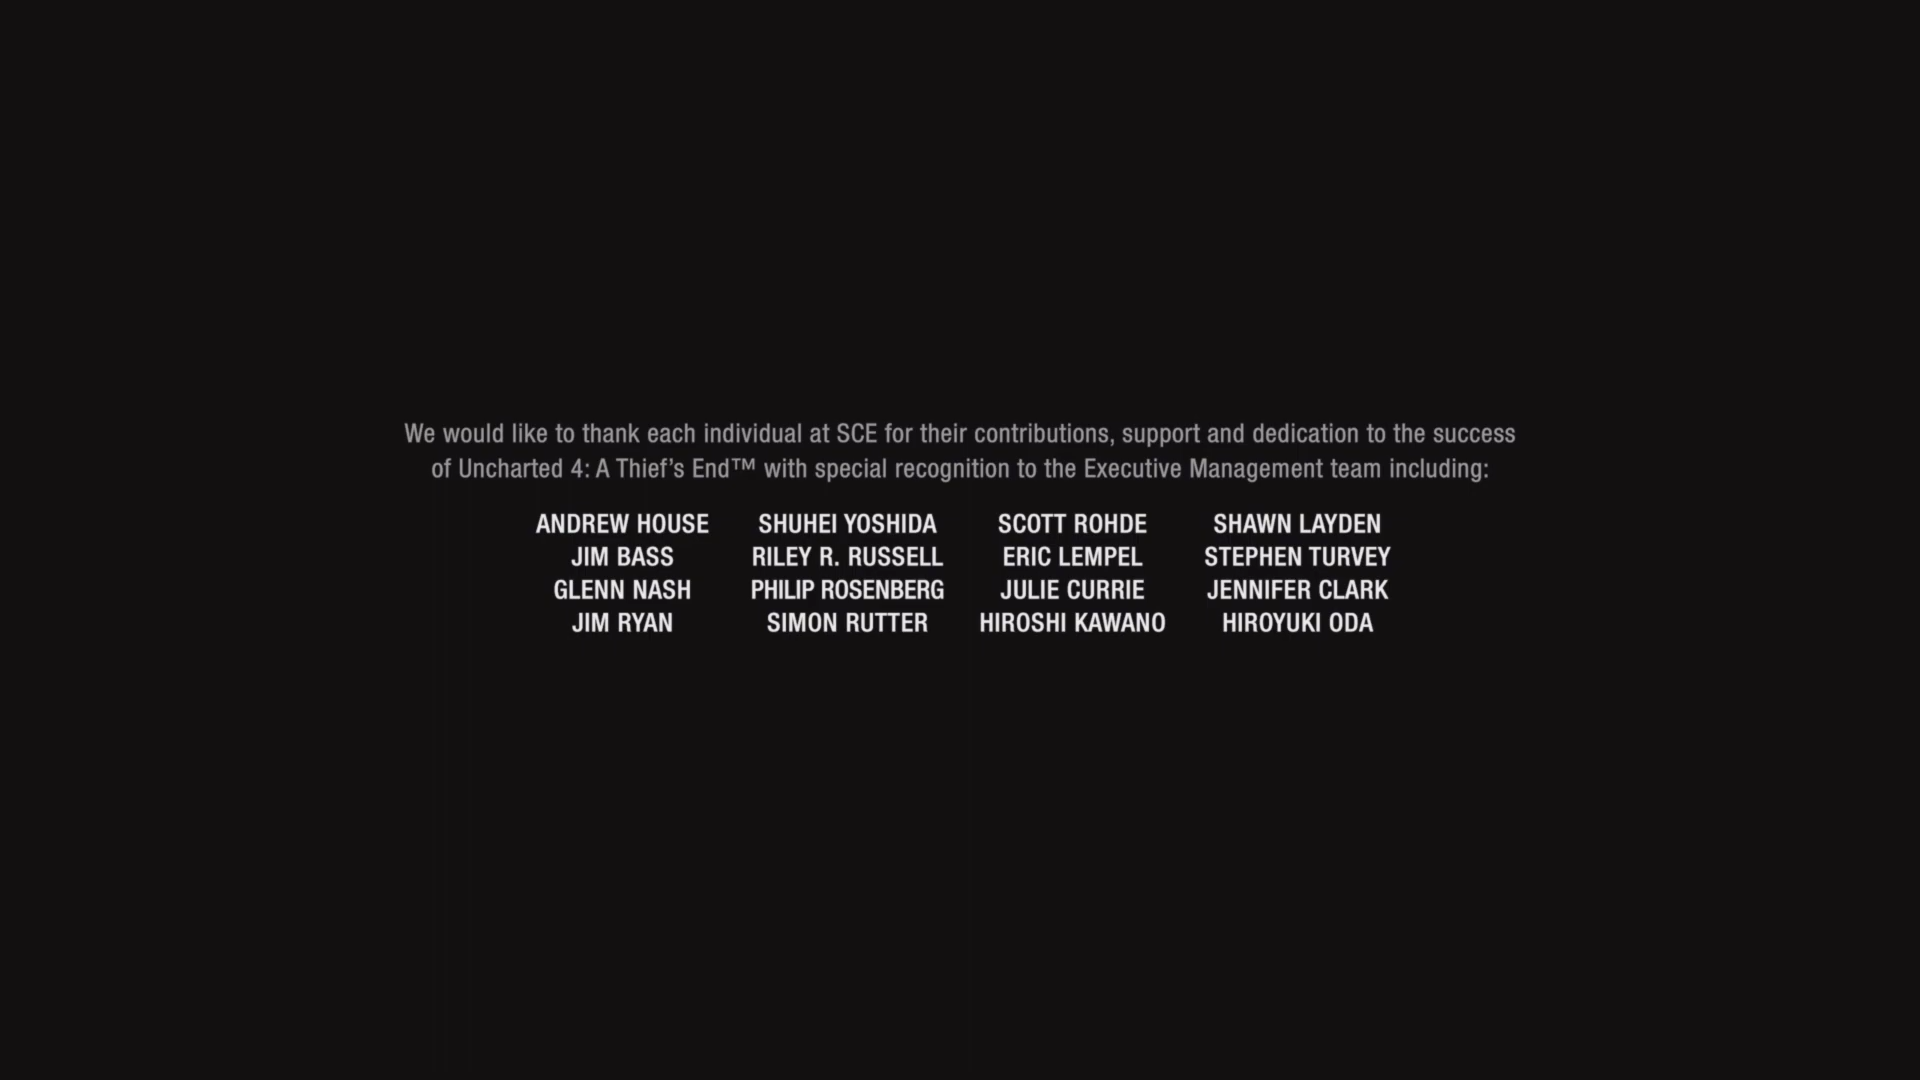 We would like to thank each individual at SCE for their contributions, support and dedication to the success
of Uncharted 4: A Thief's End™ with special recognition to the Executive Management team including:
ANDREW HOUSE SHUHEI YOSHIDA SCOTT ROHDE SHAWN LAYDEN
JIM BASS RILEY R. RUSSELL ERIC LEMPEL STEPHEN TURVEY
GLENN NASH PHILIP ROSENBERG JULIE CURRIE JENNIFER CLARK
JIM RYAN SIMON RUTTER HIROSHI KAWANO HIROYUKI ODA